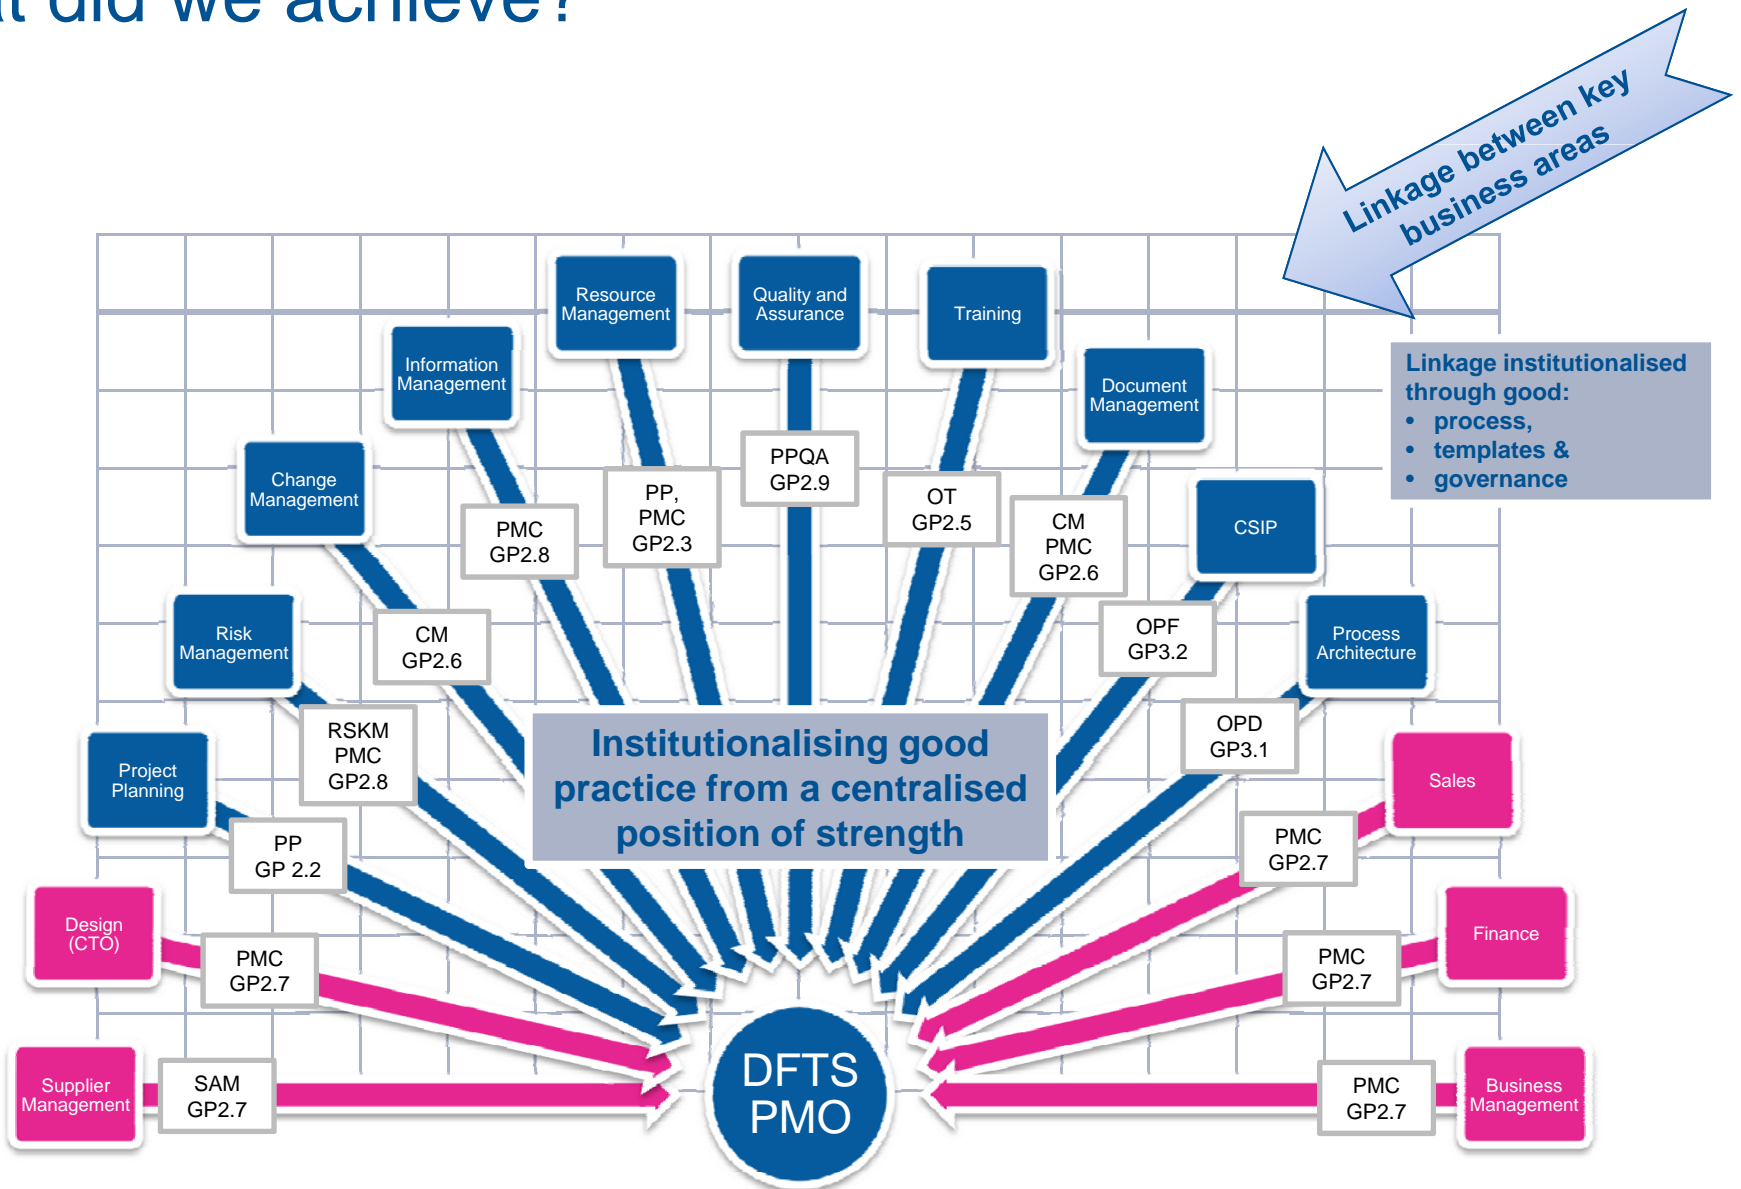 at did we achieve?
Linkage between key
business areas
Linkage institutionalised
through good:
• process,
• templates &
• governance
Resource
Management
Quality and
Assurance
Training
Information
Management
Document
Management
Change
Management
CSIP
Risk
Management
Process
Architecture
Project
Planning
Sales
Design
(CTO)
Finance
Supplier
Management
Business
Management
PPQA
GP2.9
PP,
PMC
GP2.3
OT
GP2.5
PMC
GP2.8
CM
PMC
GP2.6
CM
GP2.6
OPF
GP3.2
RSKM
PMC
GP2.8
OPD
GP3.1
PP
GP 2.2
PMC
GP2.7
PMC
GP2.7
PMC
GP2.7
SAM
GP2.7
PMC
GP2.7
Institutionalising good
practice from a centralised
position of strength
DFTS
PMO